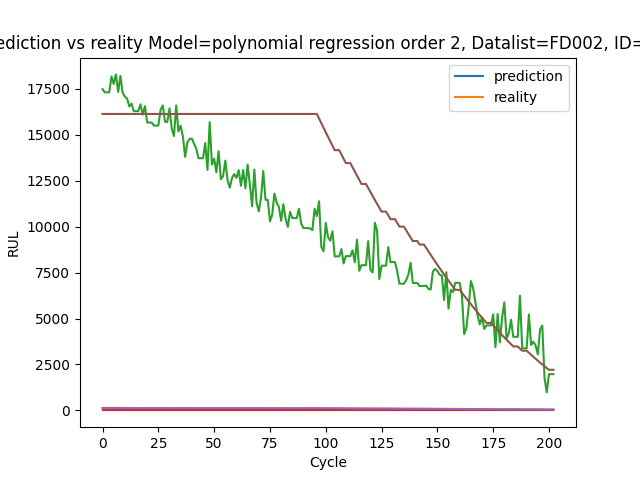 ediction vs reality Model=polynomial regression order 2, Datalist=FD002, ID=
prediction
reality
17500
15000
12500
10000
7500
5000
2500
0
RUL
0 25 50 75 100 125 150 175 200
Cycle